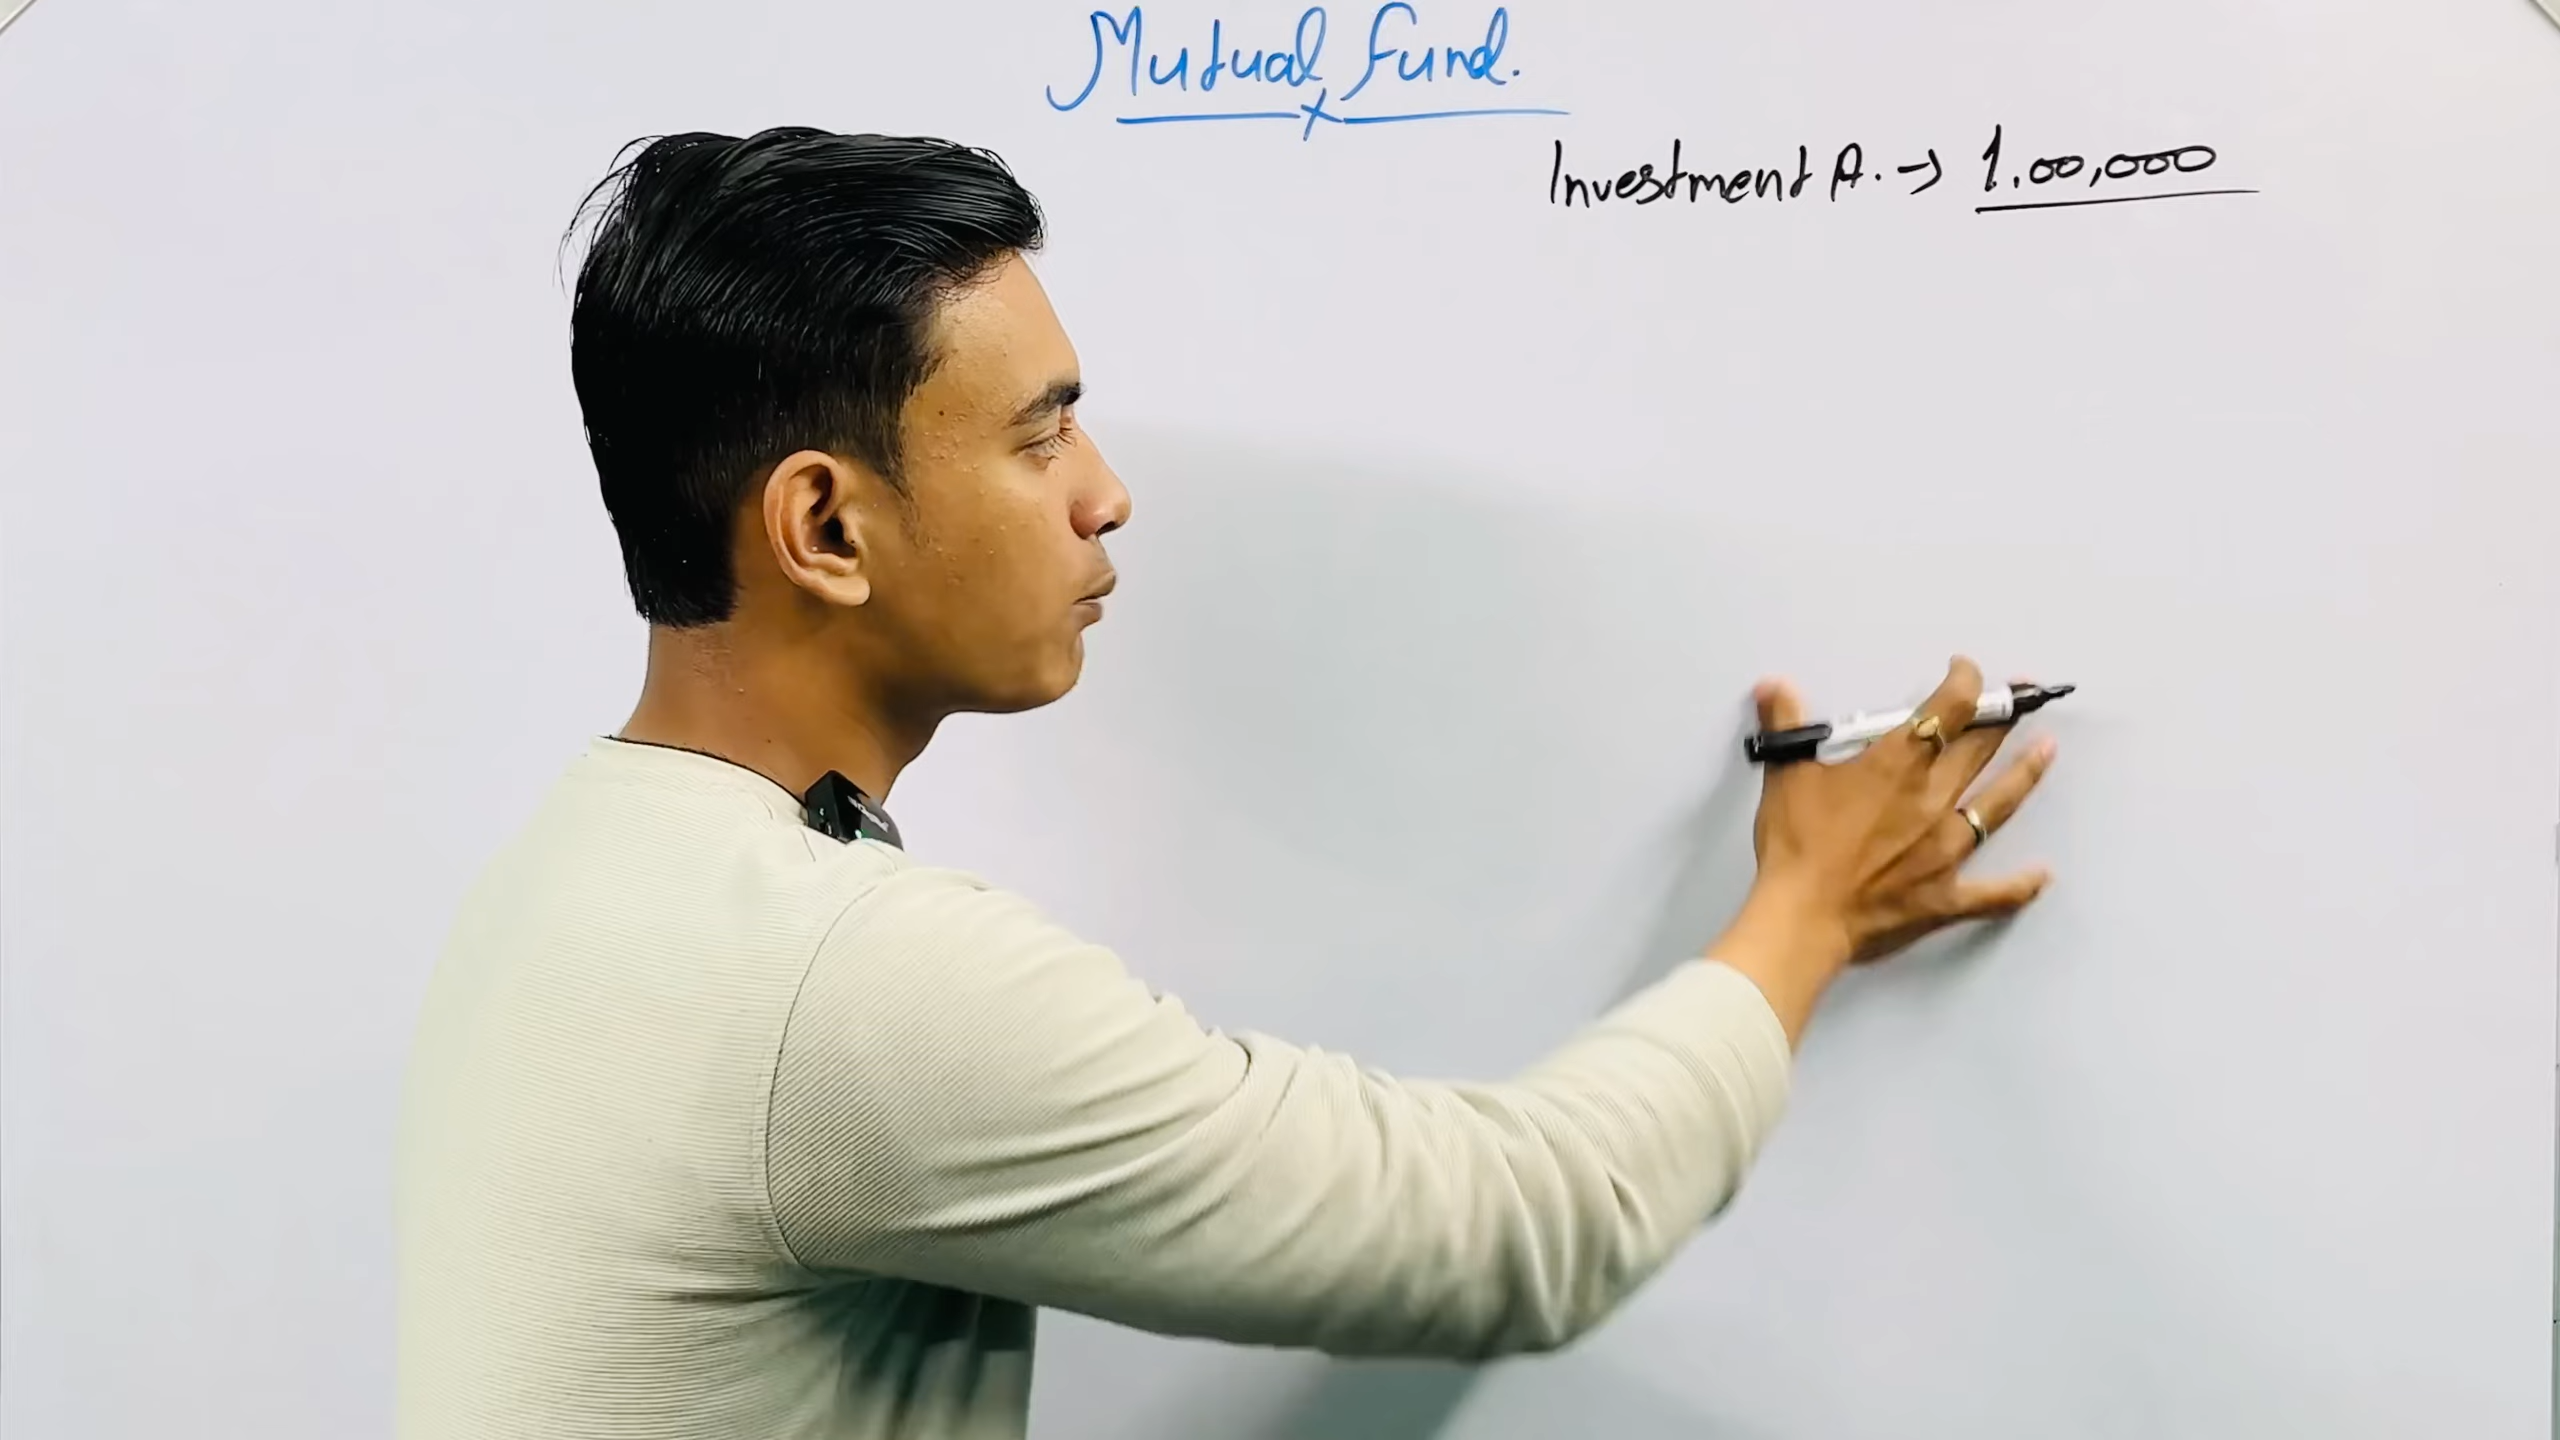 Mutual Fund.
Investment A. → 1.00,000